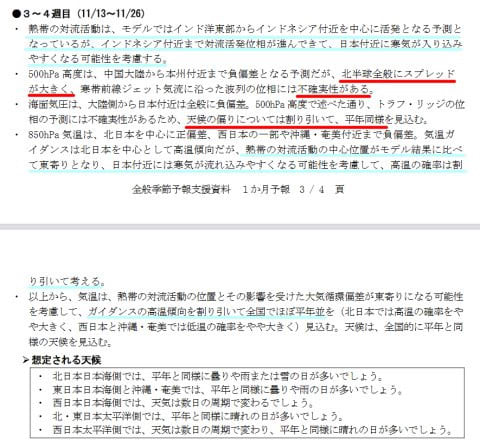 ●３～４週目（11/13～11/26）
・ 熱帯の対流活動は、モデルではインド洋東部からインドネシア付近を中心に活発となる予測と
なっているが、インドネシア付近まで対流活発位相が進んできて、日本付近に寒気が入り込み
やすくなる可能性を考慮する。
・ 500hPa 高度は、中国大陸から本州付近まで負偏差となる予測だが、北半球全般にスプレッド
が大きく、寒帯前線ジェット気流に沿った波列の位相には不確実性がある。
・ 海面気圧は、大陸側から日本付近は全般に負偏差。500hPa 高度で述べた通り、トラフ・リッジの位
相の予測には不確実性があるため、天候の偏りについては割り引いて、平年同様を見込む。
・ 850hPa 気温は、北日本を中心に正偏差、西日本の一部や沖縄・奄美付近まで負偏差。気温ガ
イダンスは北日本を中心として高温傾向だが、熱帯の対流活動の中心位置がモデル結果に比べ
て東寄りとなり、日本付近には寒気が流れ込みやすくなる可能性を考慮して、高温の確率は割
全般季節予報支援資料 １か月予報 3 / 4 頁
り引いて考える。
・ 以上から、気温は、熱帯の対流活動の位置とその影響を受けた大気循環偏差が東寄りになる可能性
を考慮して、ガイダンスの高温傾向を割り引いて全国でほぼ平年並を（北日本では高温の確率をや
や大きく、西日本と沖縄・奄美では低温の確率をやや大きく）見込む。天候は、全国的に平年と同
様の天候を見込む。
➢ 想定される天候
・ 北日本日本海側では、平年と同様に曇りや雨または雪の日が多いでしょう。
・ 東日本日本海側と沖縄・奄美では、平年と同様に曇りや雨の日が多いでしょう。
・ 西日本日本海側では、天気は数日の周期で変わるでしょう。
・ 北・東日本太平洋側では、平年と同様に晴れの日が多いでしょう。
・ 西日本太平洋側では、天気は数日の周期で変わり、平年と同様に晴れの日が多いでしょう。